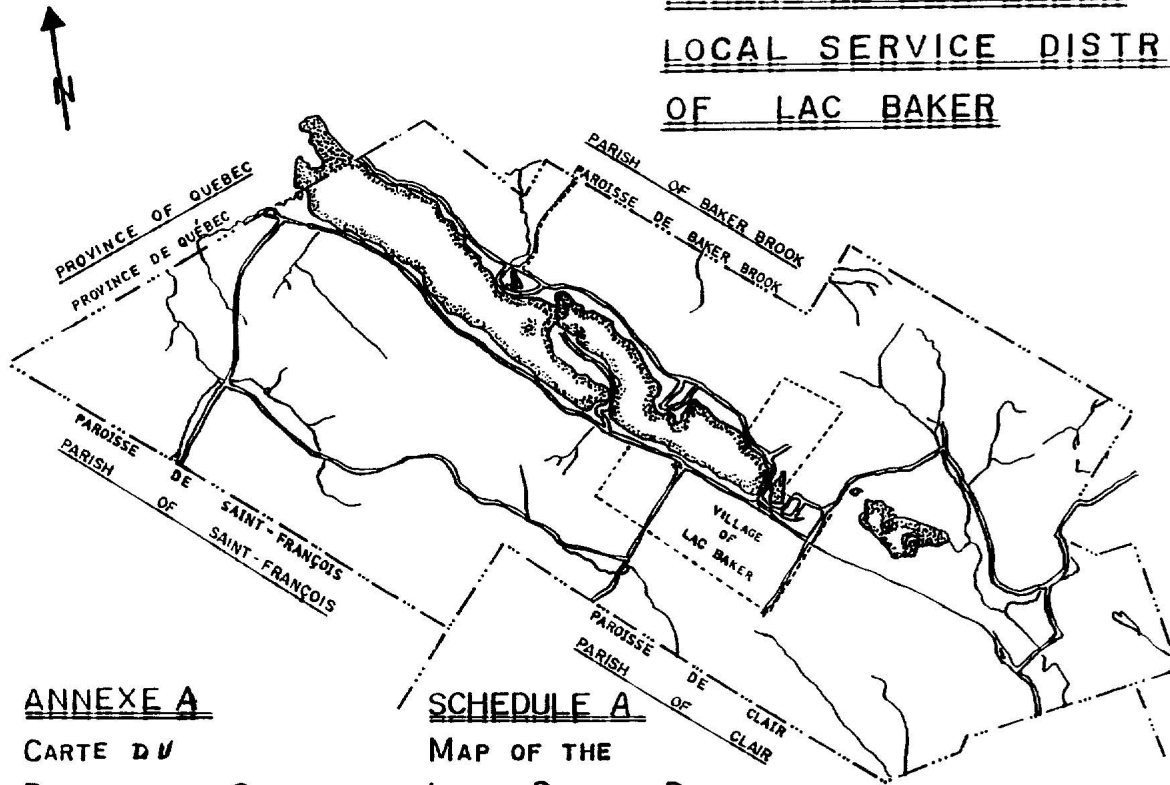 LOCAL SERVICE DISTR
OF LAC BAKER
N
PROVINCE OF QUEBEC
PROVINCE DE QUÉBEC
PARISH OF BAKER BROOK
PAROISSE DE BAKER BROOK
VILLAGE
OF
LAC BAKER
PAROISSE DE SAINT-FRANÇOIS
PARISH OF SAINT-FRANÇOIS
PAROISSE DE CLAIR
PARISH OF CLAIR
ANNEXE A
CARTE DU
SCHEDULE A
MAP OF THE